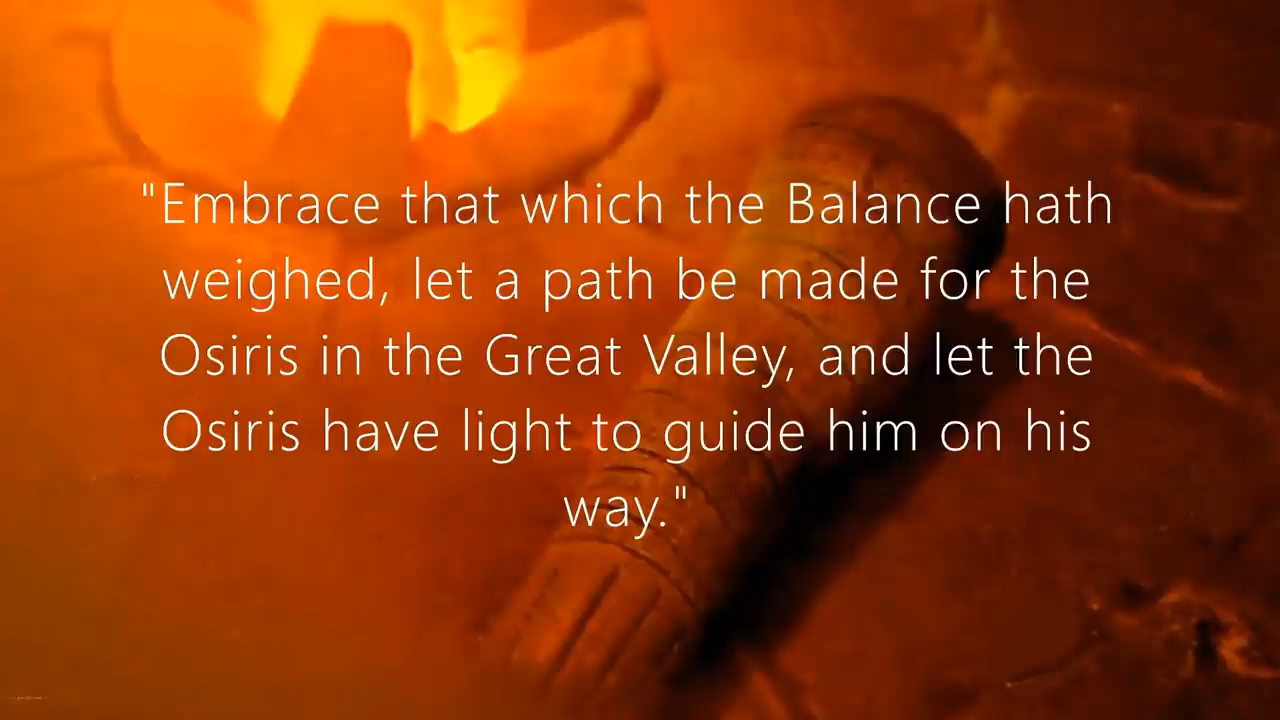 "Embrace that which the Balance hath
weighed, let a path be made for the
Osiris in the Great Valley, and let the
Osiris have light to guide him on his
way."